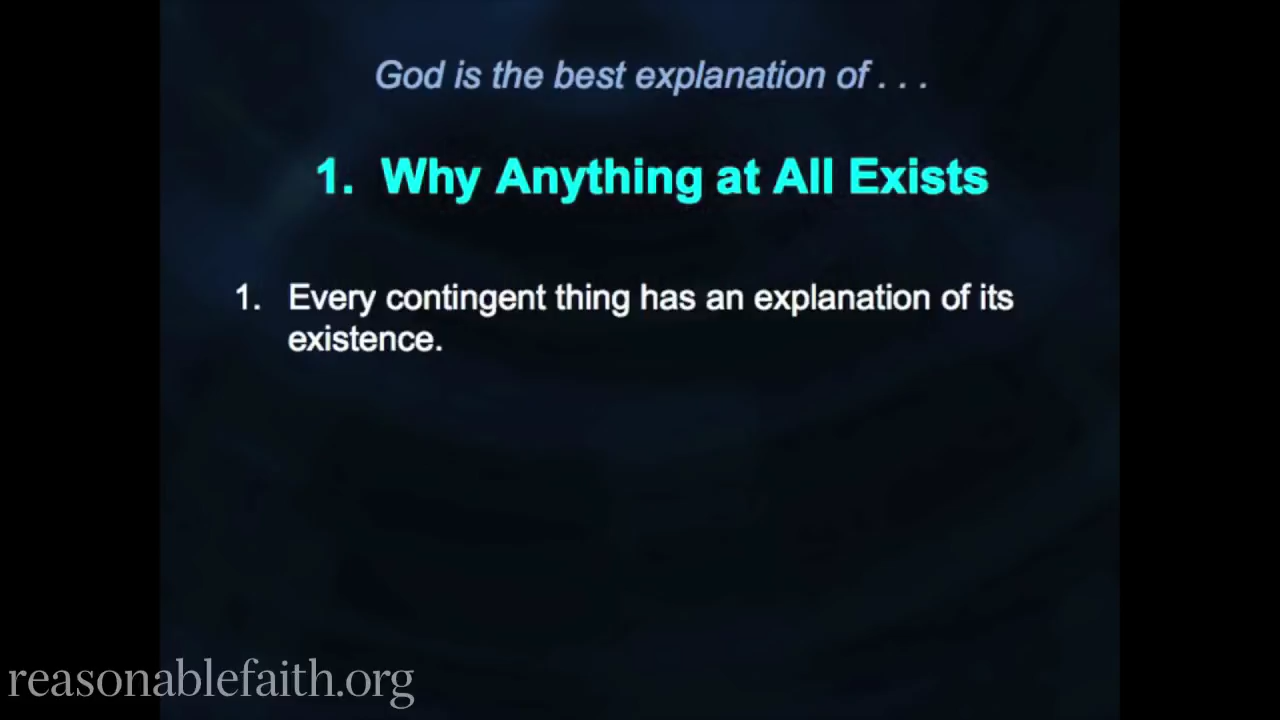 God is the best explanation of . . .
1. Why Anything at All Exists
1. Every contingent thing has an explanation of its
existence.
reasonablefaith.org